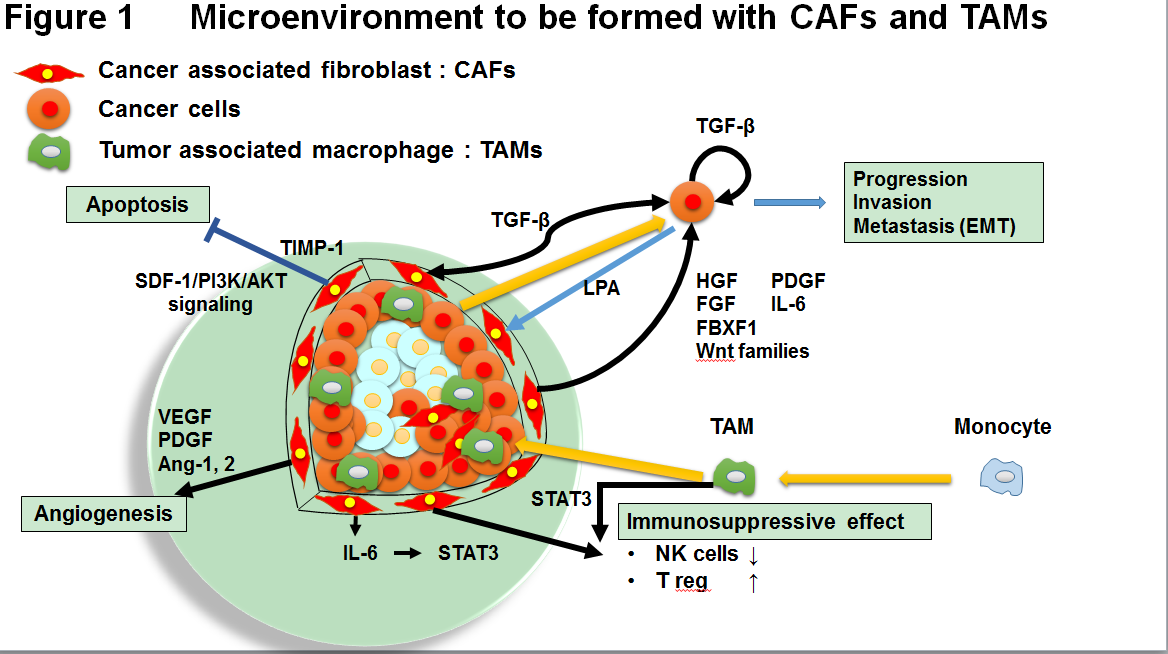 Figure 1 Microenvironment to be formed with CAFs and TAMs
Cancer associated fibroblast : CAFs
Cancer cells
Tumor associated macrophage : TAMs
TGF-β
Apoptosis
Progression
Invasion
Metastasis (EMT)
TGF-β
TIMP-1
SDF-1/PI3K/AKT
signaling
LPA
HGF PDGF
FGF IL-6
FBXF1
Wnt families
VEGF
PDGF
Ang-1, 2
TAM
Monocyte
Angiogenesis
STAT3
Immunosuppressive effect
IL-6 → STAT3
• NK cells ↓
• T reg ↑